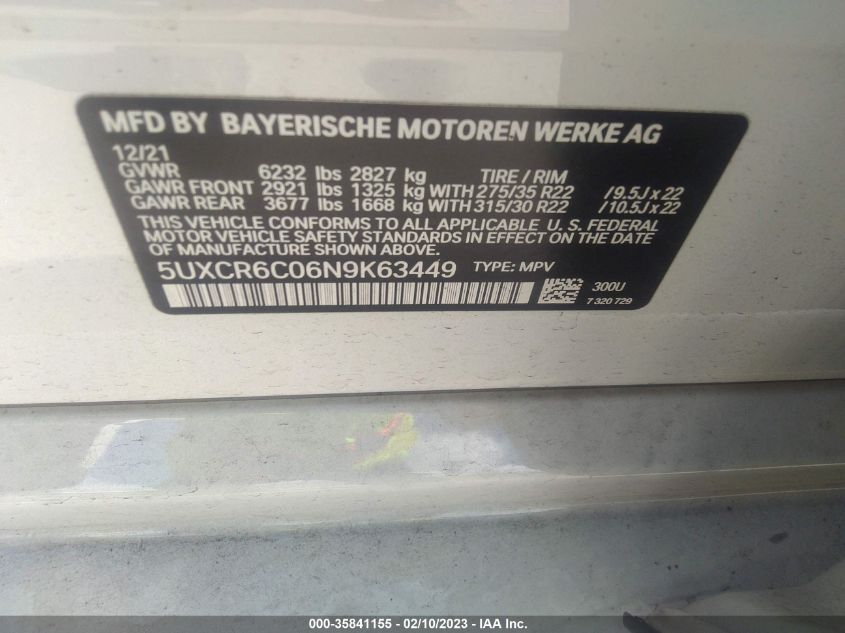 MFD BY BAYERISCHE MOTOREN WERKE AG
12/21
GVWR 6232 lbs 2827 kg TIRE / RIM
GAWR FRONT 2921 lbs 1325 kg WITH 275/35 R22 /9.5J x 22
GAWR REAR 3677 lbs 1668 kg WITH 315/30 R22 /10.5J x 22
THIS VEHICLE CONFORMS TO ALL APPLICABLE U. S. FEDERAL
MOTOR VEHICLE SAFETY STANDARDS IN EFFECT ON THE DATE
OF MANUFACTURE SHOWN ABOVE.
5UXCR6C06N9K63449 TYPE: MPV
300U
7 320 729
000-35841155 — 02/10/2023 — IAA Inc.